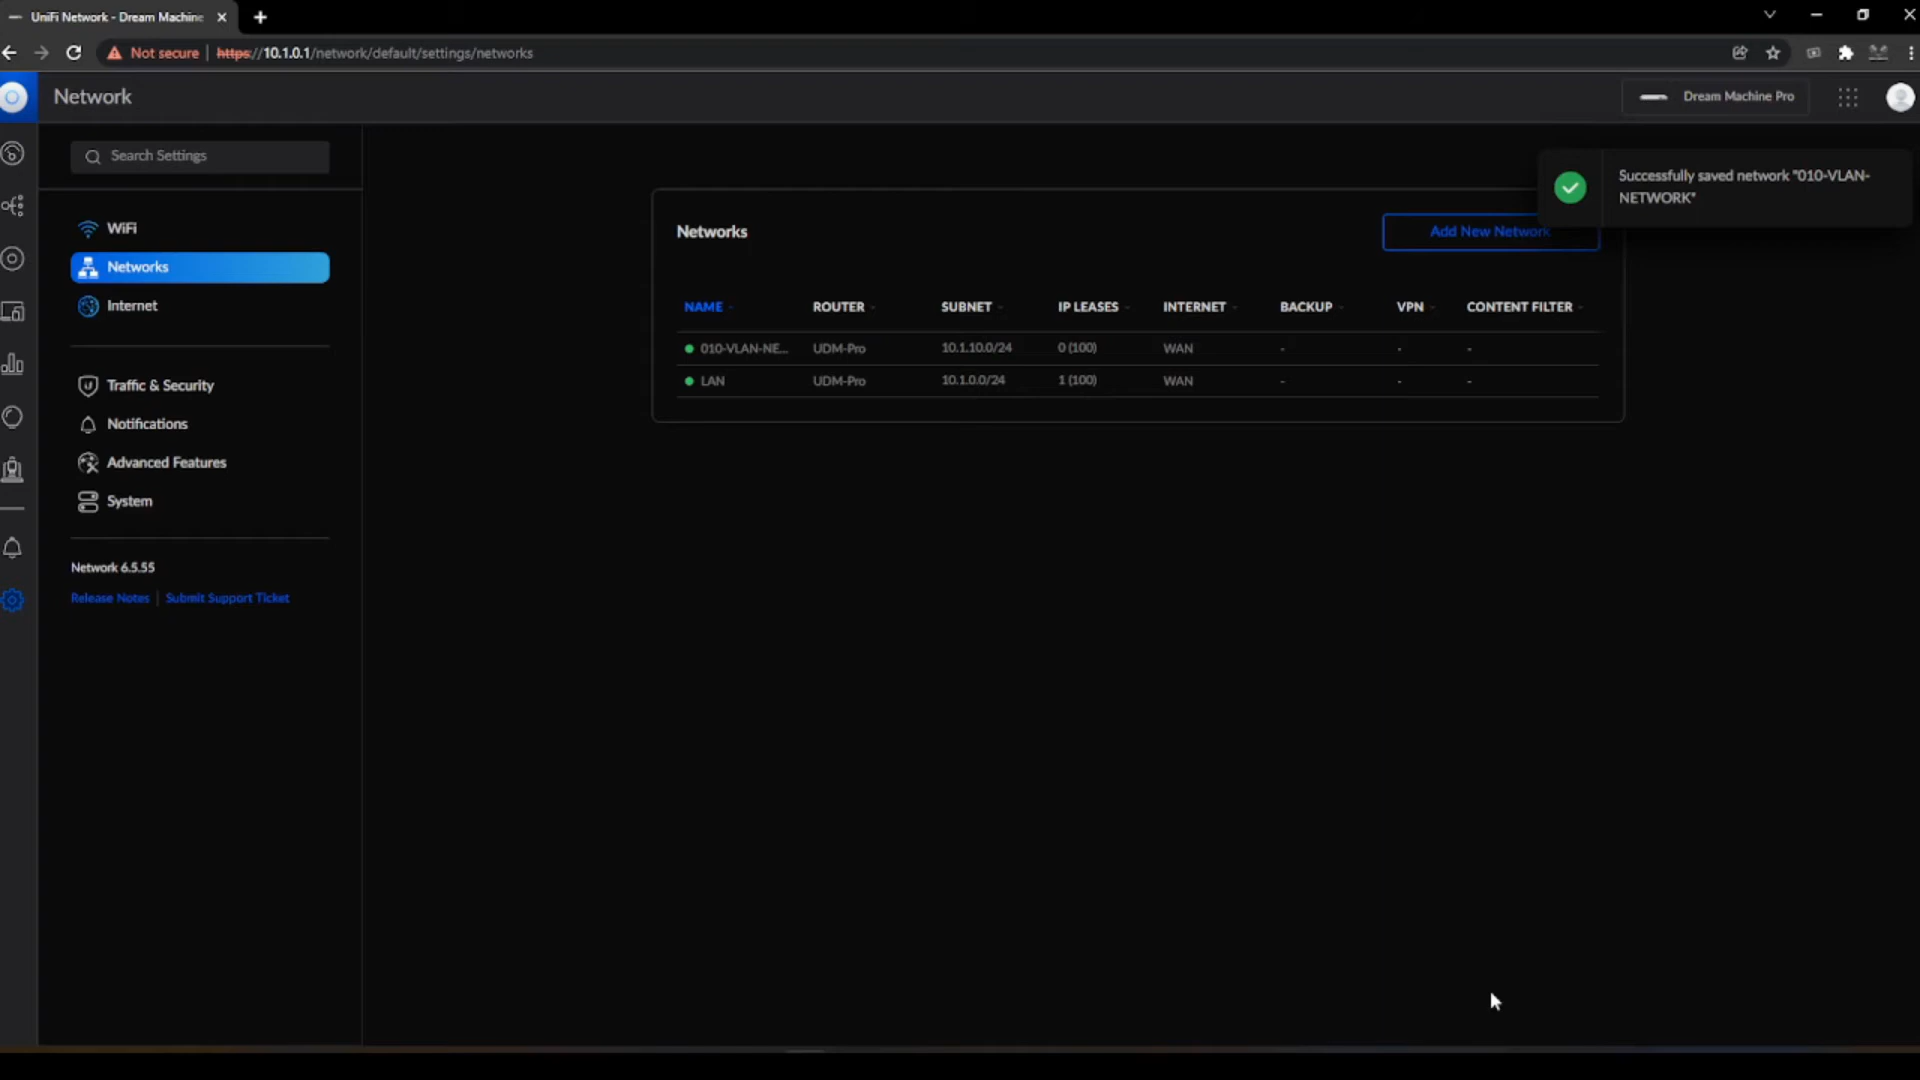 UniFi Network - Dream Machine
Not secure | https://10.1.0.1/network/default/settings/networks
Network
Dream Machine Pro
Search Settings
Successfully saved network "010-VLAN-
NETWORK"
WiFi
Networks
Internet
Traffic & Security
Notifications
Advanced Features
System
Network 6.5.55
Release Notes | Submit Support Ticket
Networks
Add New Network
NAME ROUTER SUBNET IP LEASES INTERNET BACKUP VPN CONTENT FILTER
010-VLAN-NE... UDM-Pro 10.1.10.0/24 0 (100) WAN - - -
LAN UDM-Pro 10.1.0.0/24 1 (100) WAN - - -